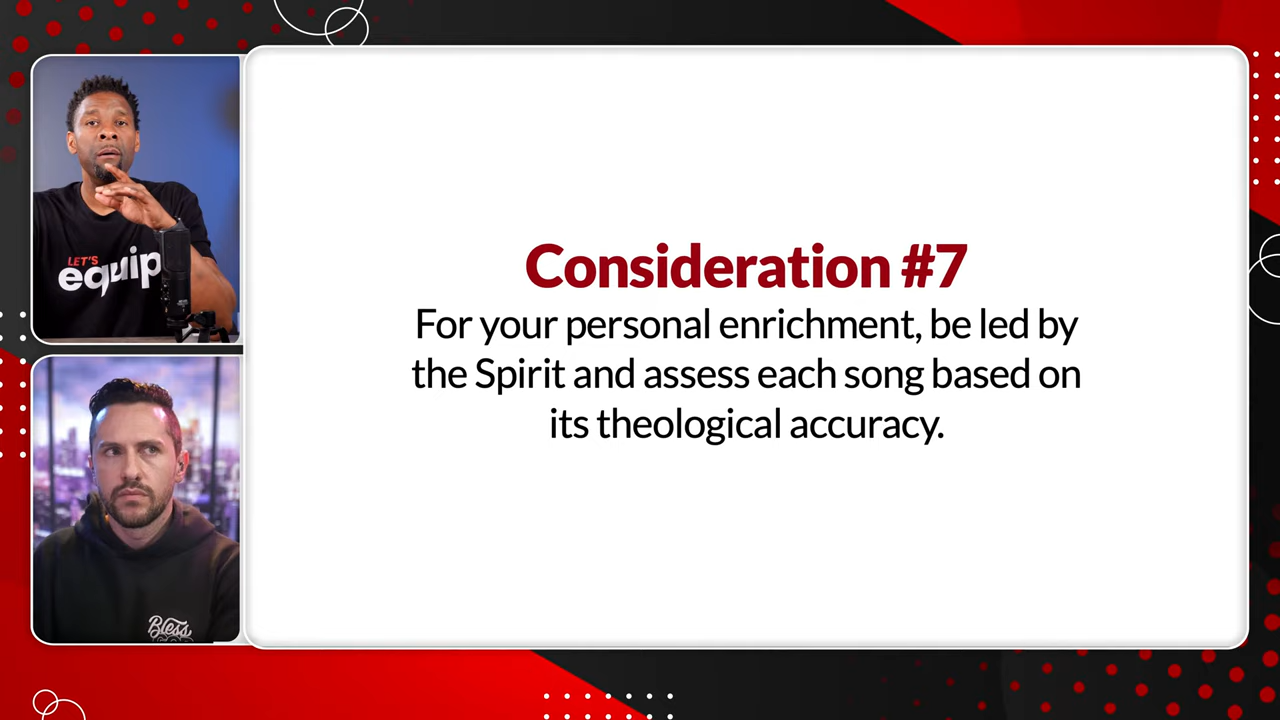 LET'S
equip
Bless
Consideration #7
For your personal enrichment, be led by
the Spirit and assess each song based on
its theological accuracy.